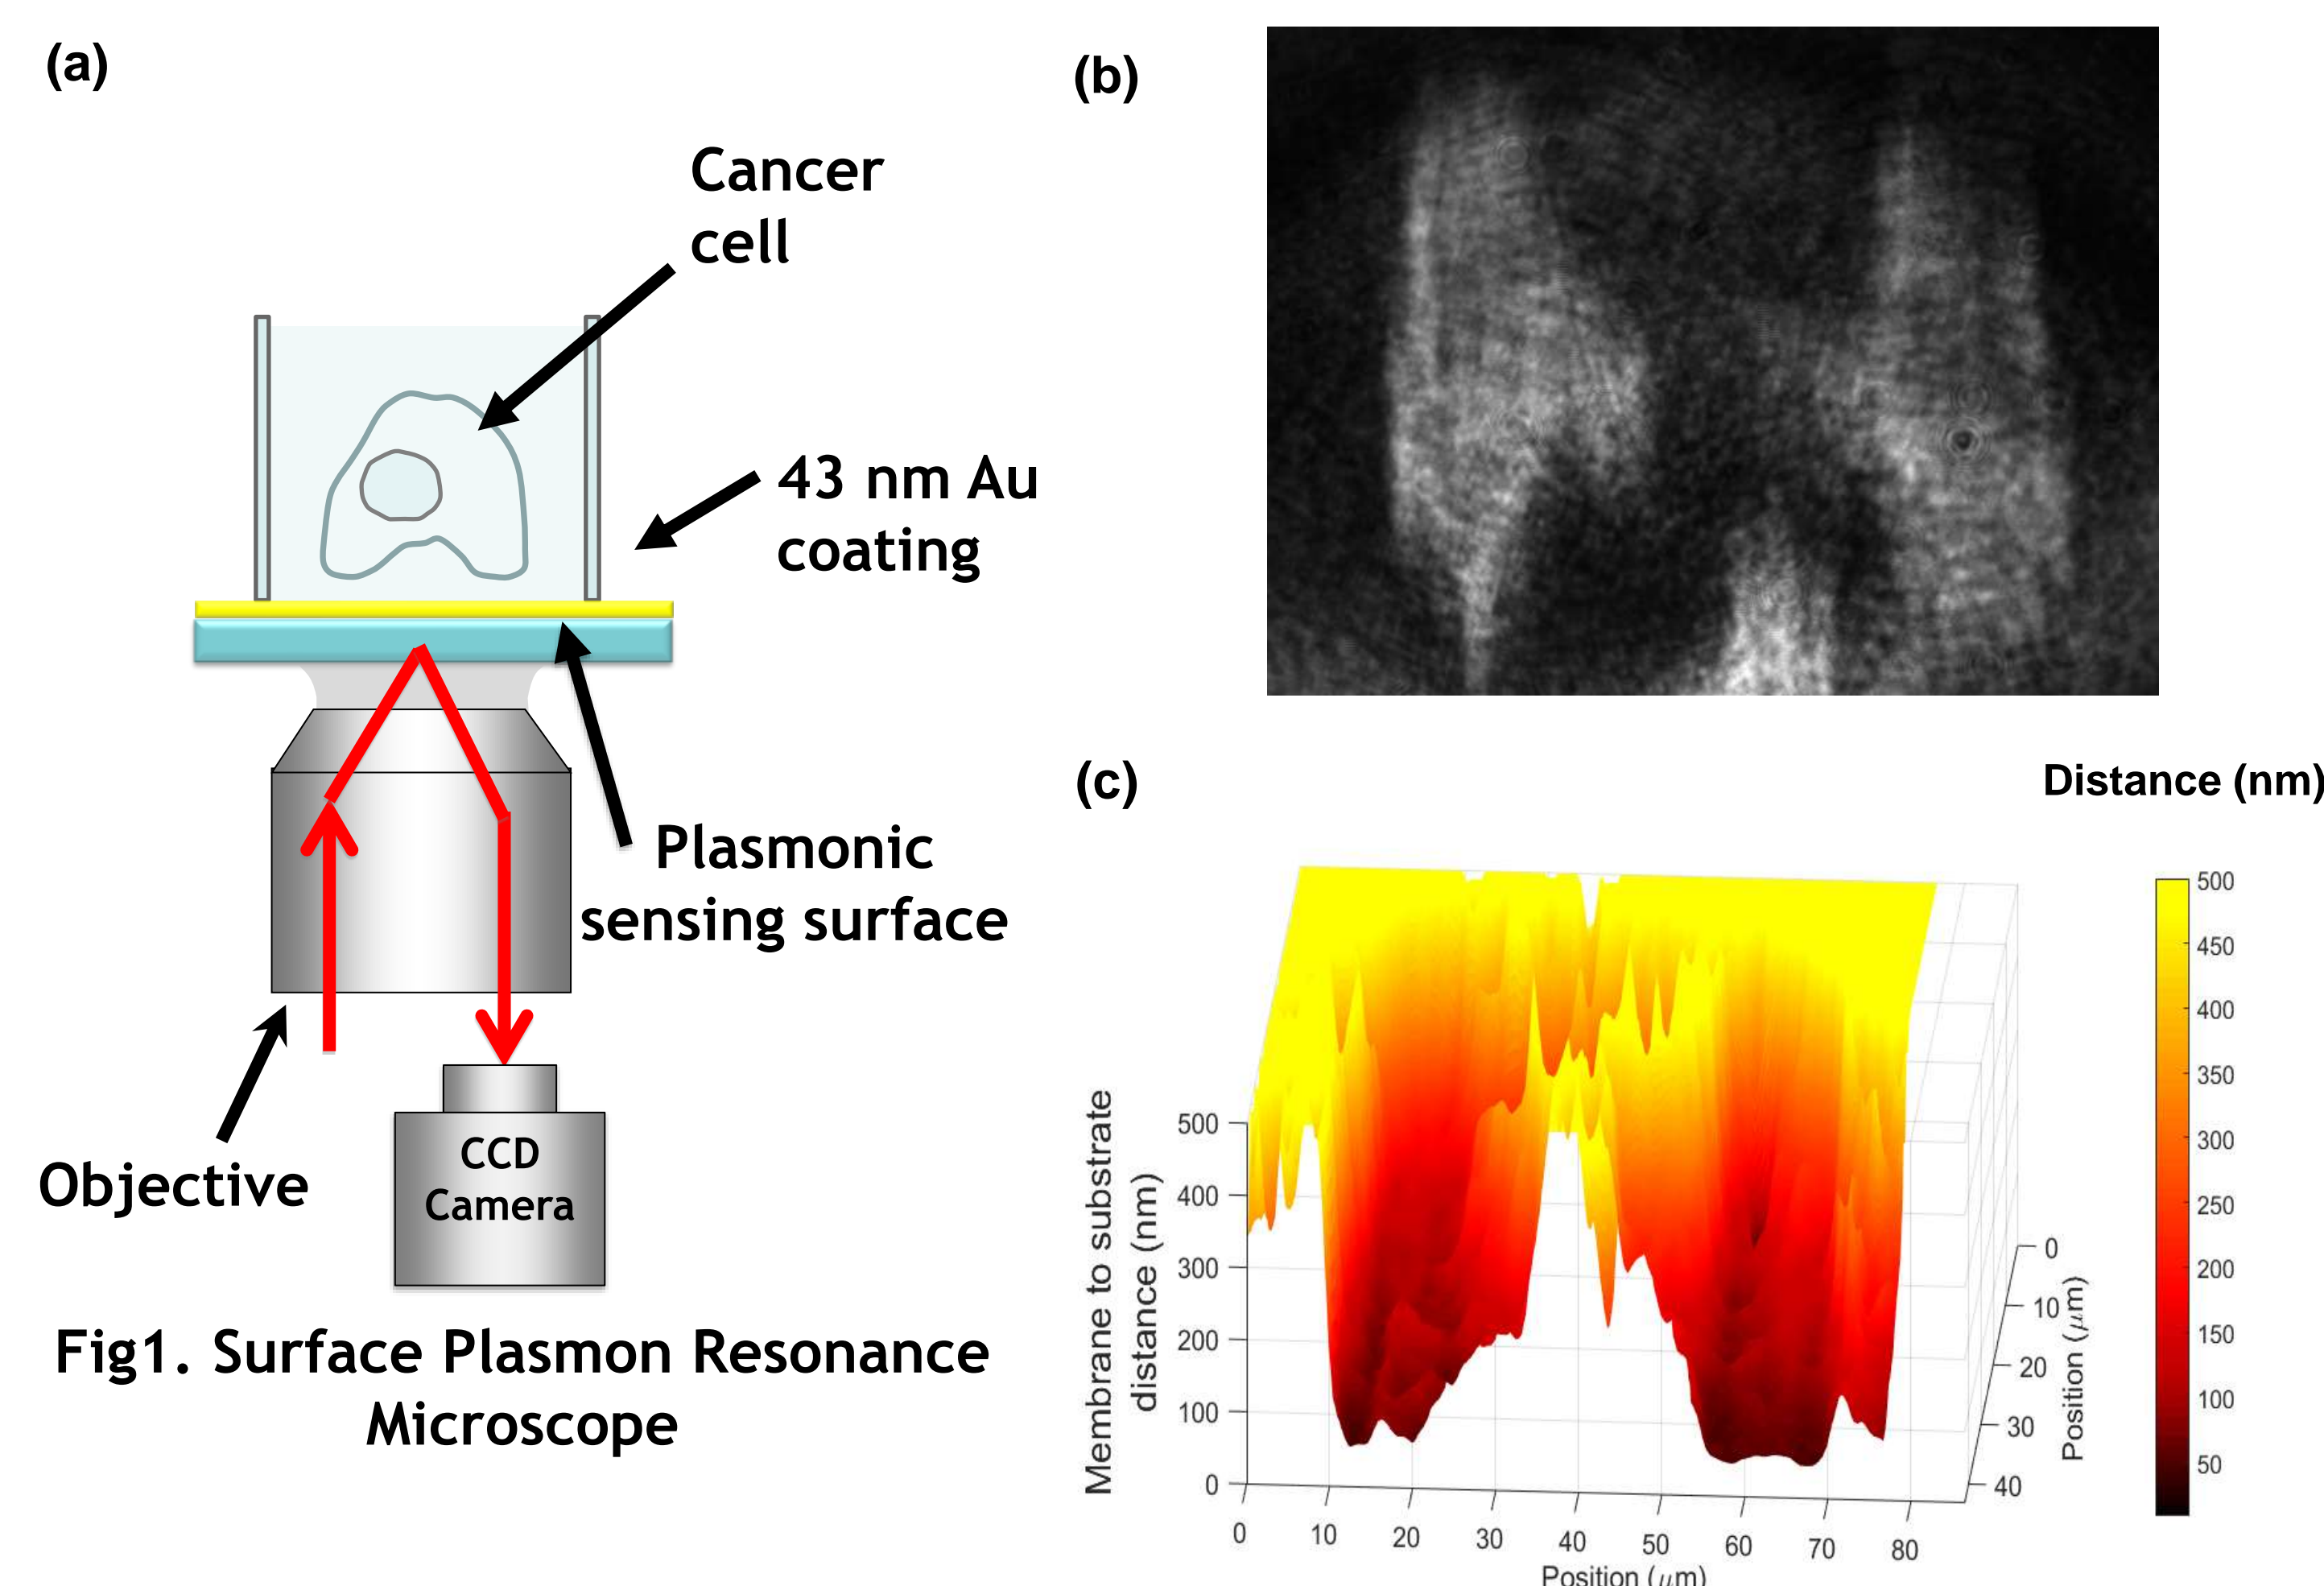 (a)
Cancer
cell
43 nm Au
coating
Plasmonic
sensing surface
Objective
CCD
Camera
Fig1. Surface Plasmon Resonance
Microscope
(b)
(c)
Distance (nm)
500
450
400
350
300
250
200
150
100
50
Membrane to substrate
distance (nm)
500
400
300
200
100
0
0
10
20
30
40
50
60
70
80
Position (μm)
0
10
20
30
40
Position (μm)